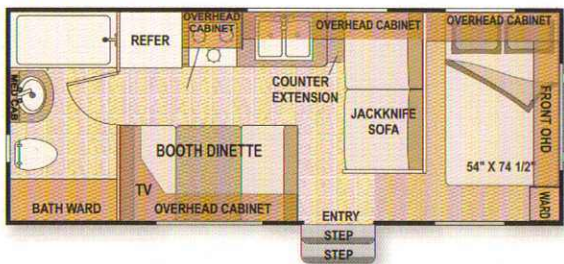 OVERHEAD
CABINET
REFER
OVERHEAD CABINET
OVERHEAD CABINET
MED CAB
COUNTER
EXTENSION
JACKKNIFE
SOFA
FRONT OHD
BOOTH DINETTE
54" X 74 1/2"
TV
BATH WARD
OVERHEAD CABINET
ENTRY
WARD
STEP
STEP